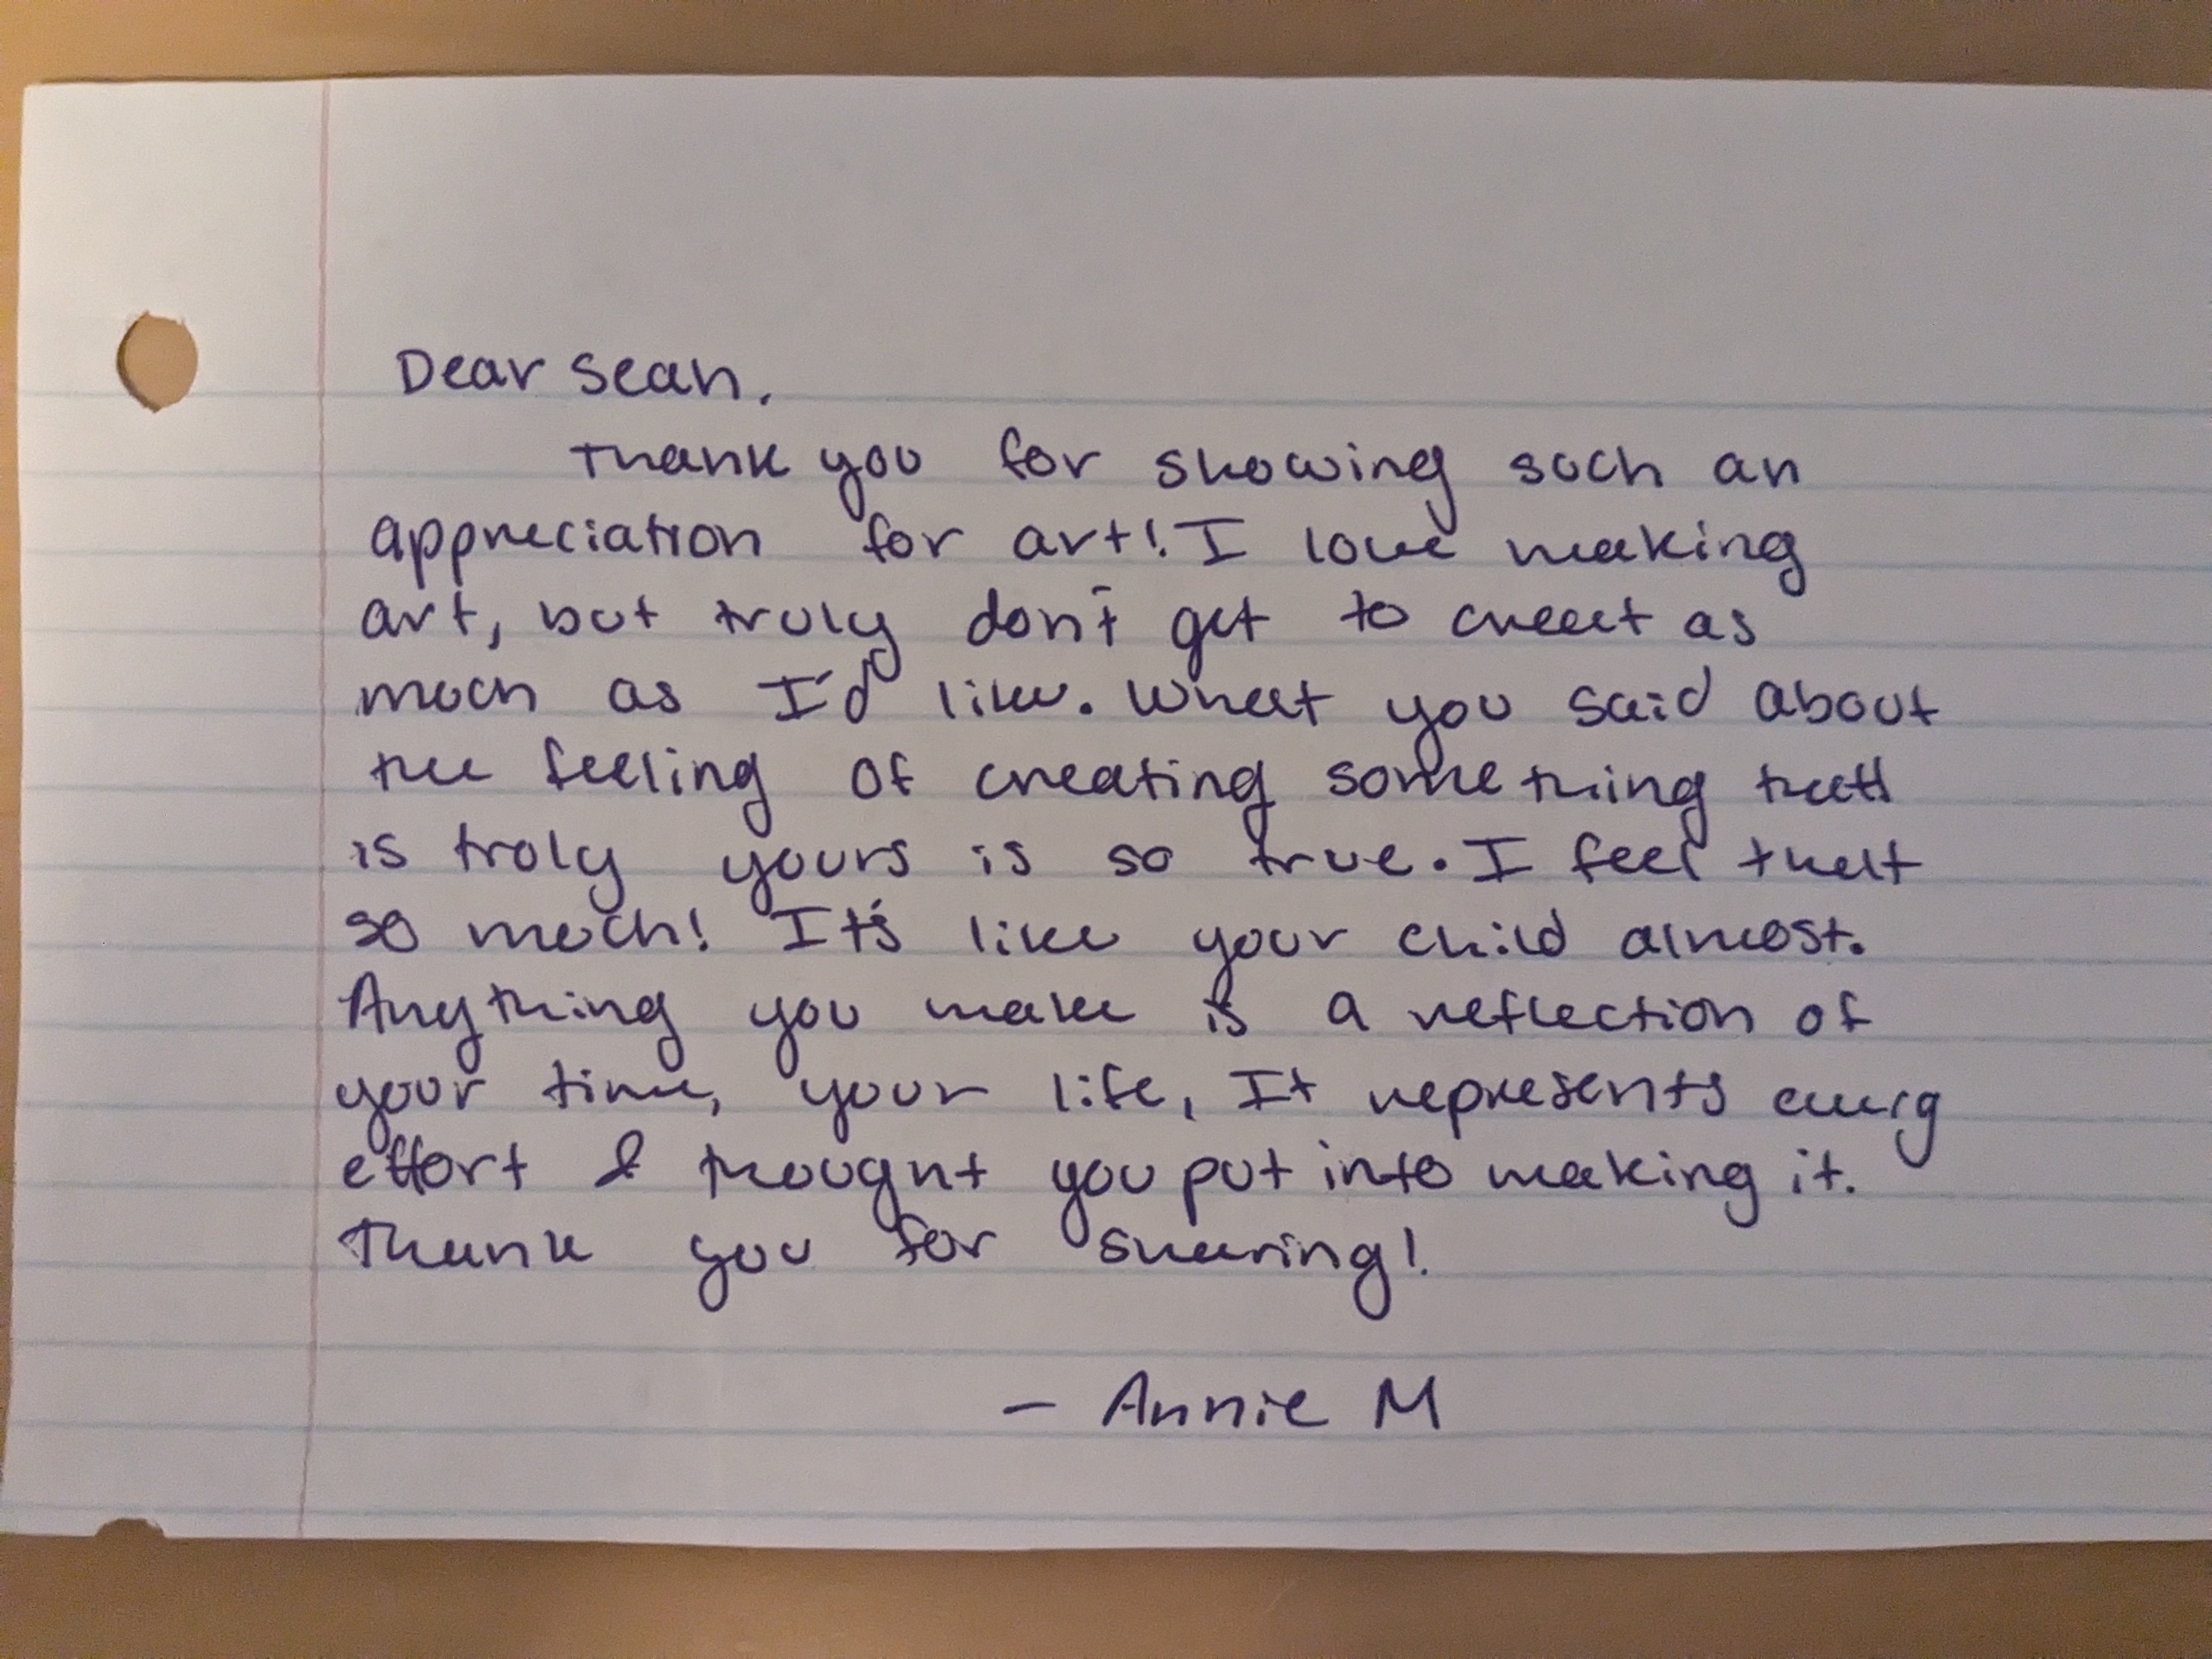 Dear Sean,
Thank you for showing such an
appreciation for art! I love making
art, but truly don't get to creat as
much as I'd like. What you said about
the feeling of creating something that
is truly yours is so true. I feel that
so much! It's like your child almost.
Anything you make is a reflection of
your time, your life, It represents every
effort & thought you put into making it.
Thank you for sharing!
- Annie M